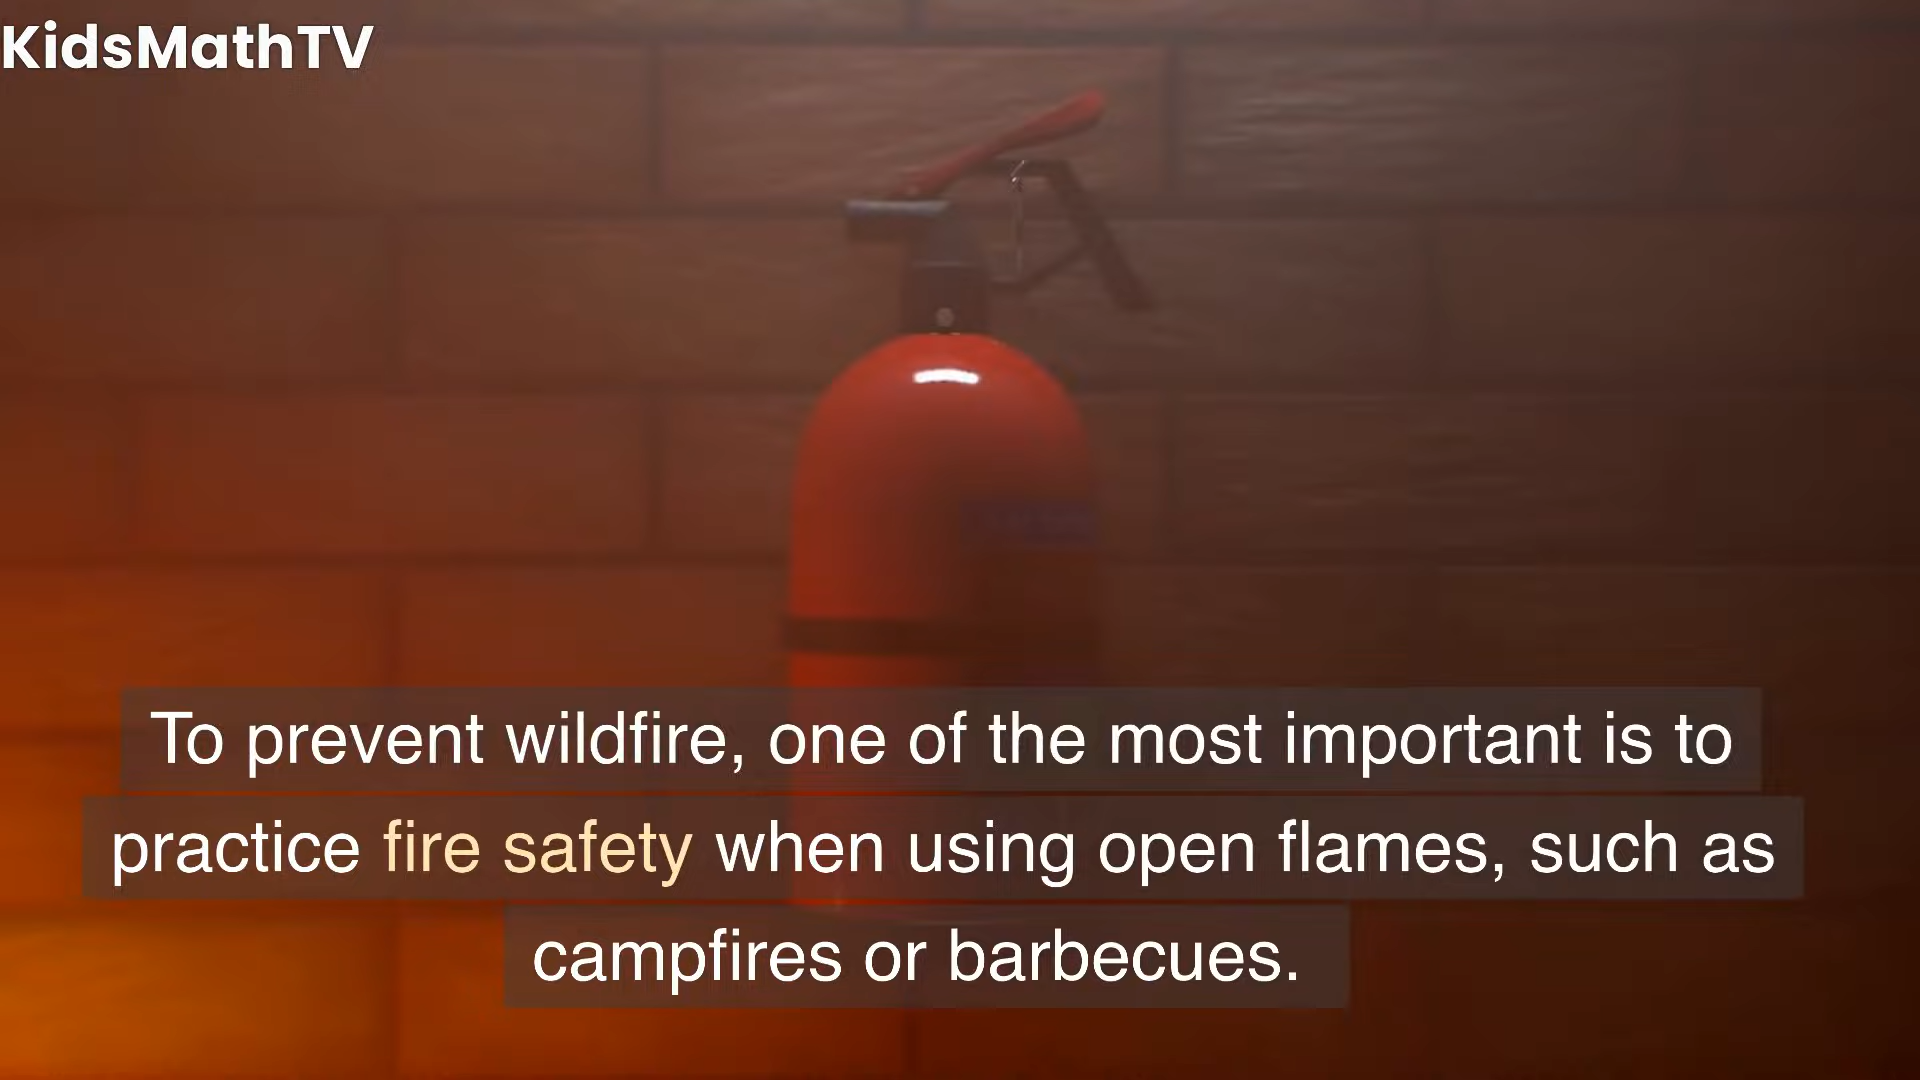 KidsMathTV
To prevent wildfire, one of the most important is to
practice fire safety when using open flames, such as
campfires or barbecues.